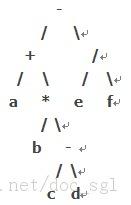 -
/ \
+ /
/ \ / \
a * e f
/ \
b -
/ \
c d
.net/doc_sgl